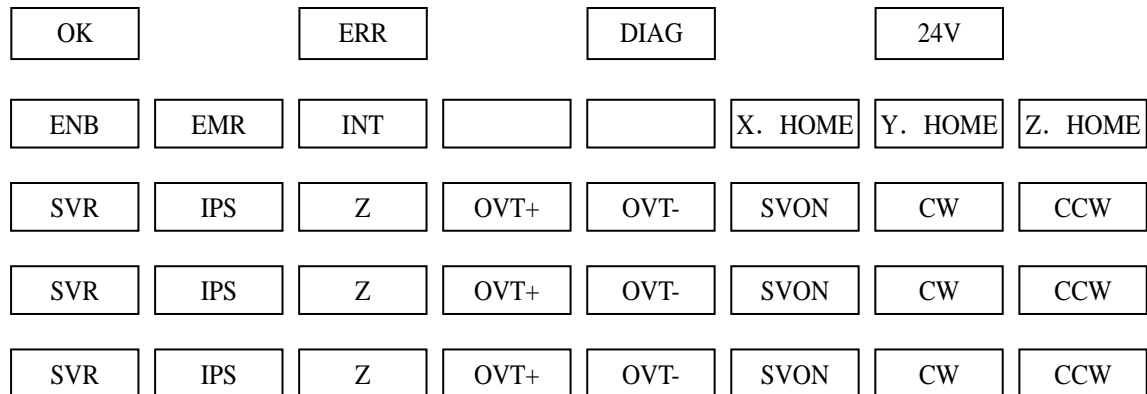 OK ERR DIAG 24V
ENB EMR INT X. HOME Y. HOME Z. HOME
SVR IPS Z OVT+ OVT- SVON CW CCW
SVR IPS Z OVT+ OVT- SVON CW CCW
SVR IPS Z OVT+ OVT- SVON CW CCW